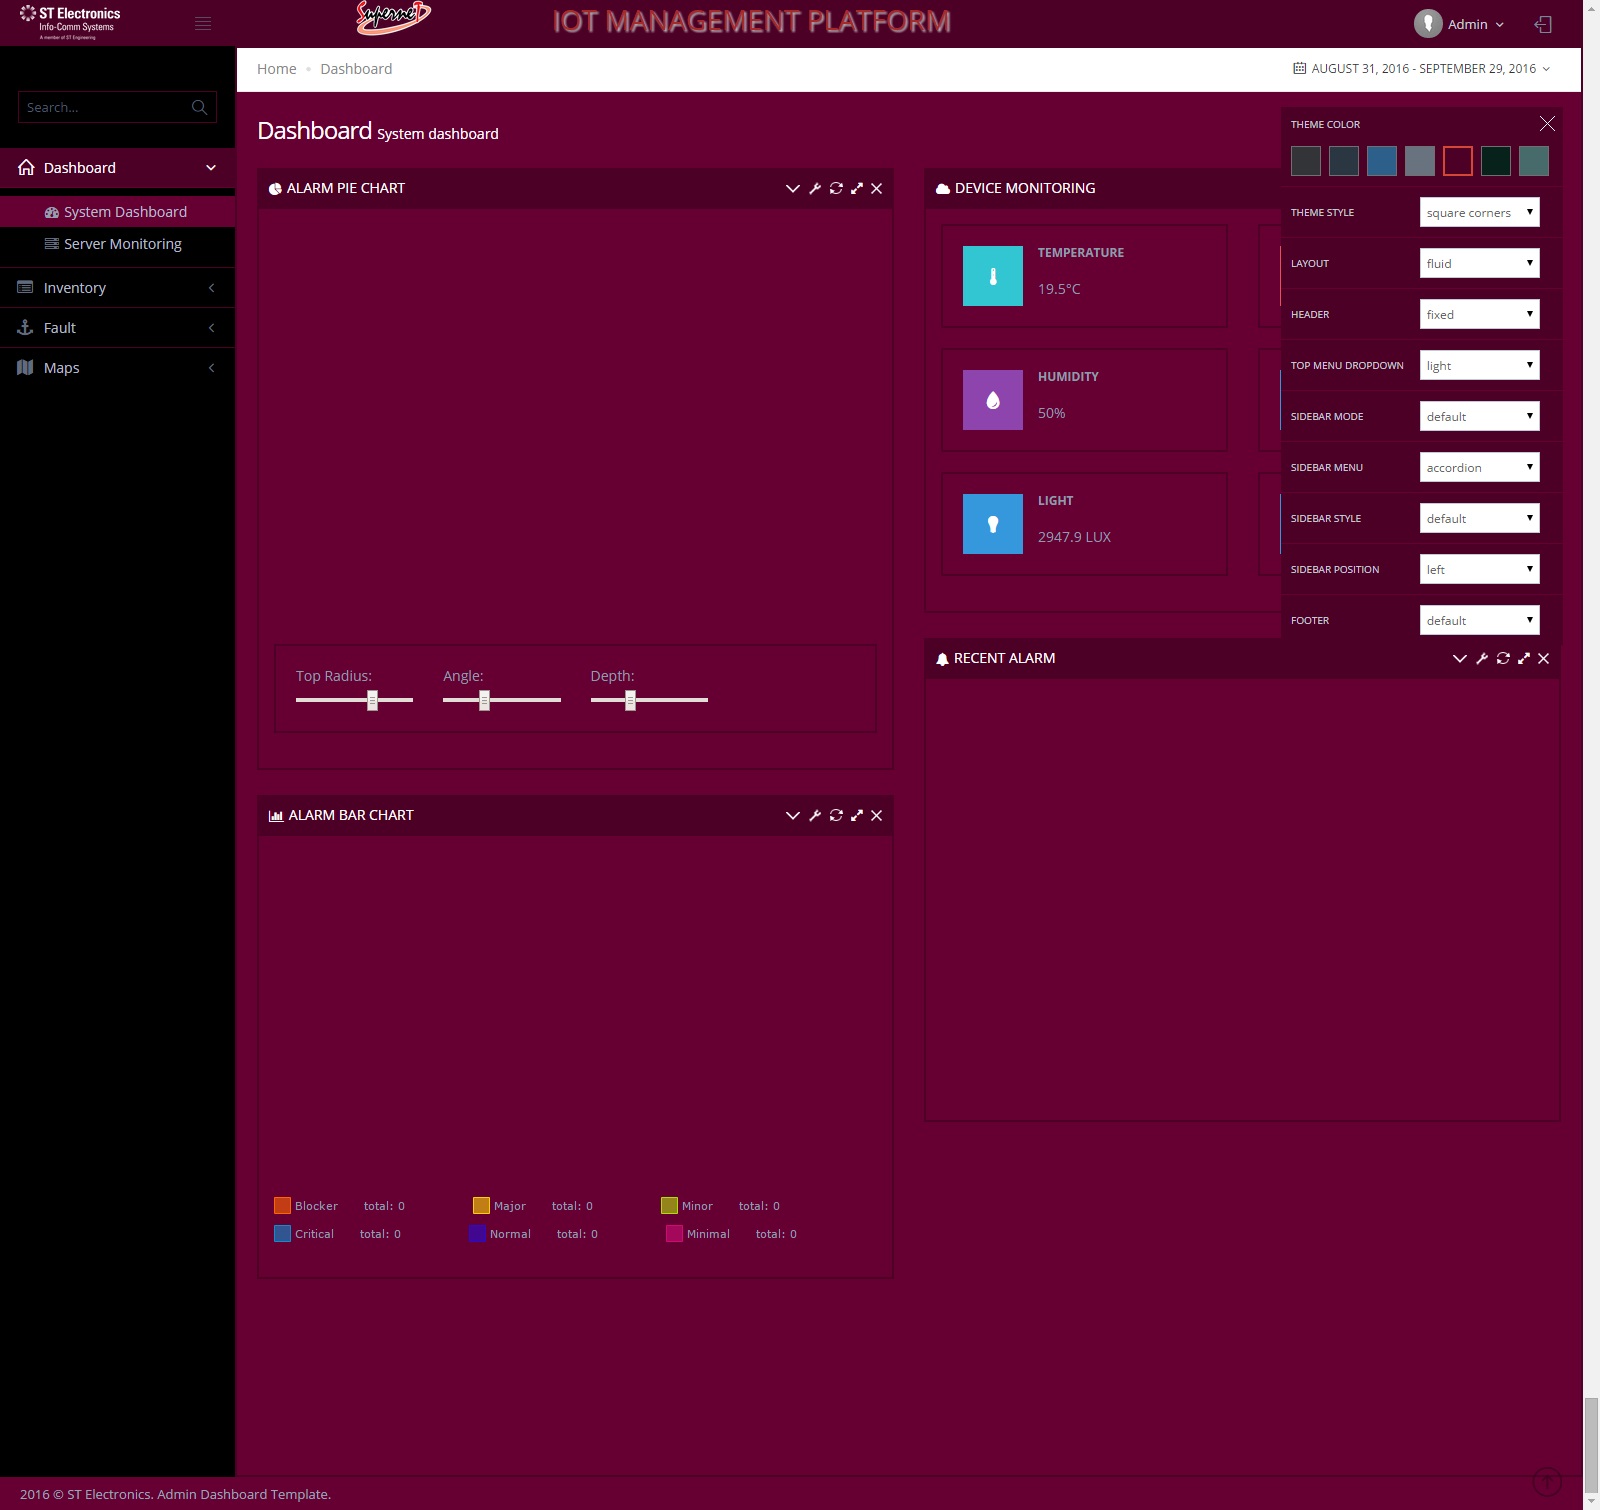 ST Electronics
Info-Comm Systems
A member of ST Engineering
SuperneT
IOT MANAGEMENT PLATFORM
Admin
Home
Dashboard
AUGUST 31, 2016 - SEPTEMBER 29, 2016
Search...
Dashboard
System Dashboard
Server Monitoring
Inventory
Fault
Maps
Dashboard System dashboard
ALARM PIE CHART
Top Radius:
Angle:
Depth:
ALARM BAR CHART
Blocker total: 0
Major total: 0
Minor total: 0
Critical total: 0
Normal total: 0
Minimal total: 0
DEVICE MONITORING
TEMPERATURE
19.5°C
HUMIDITY
50%
LIGHT
2947.9 LUX
THEME COLOR
THEME STYLE square corners
LAYOUT fluid
HEADER fixed
TOP MENU DROPDOWN light
SIDEBAR MODE default
SIDEBAR MENU accordion
SIDEBAR STYLE default
SIDEBAR POSITION left
FOOTER default
RECENT ALARM
2016 © ST Electronics. Admin Dashboard Template.